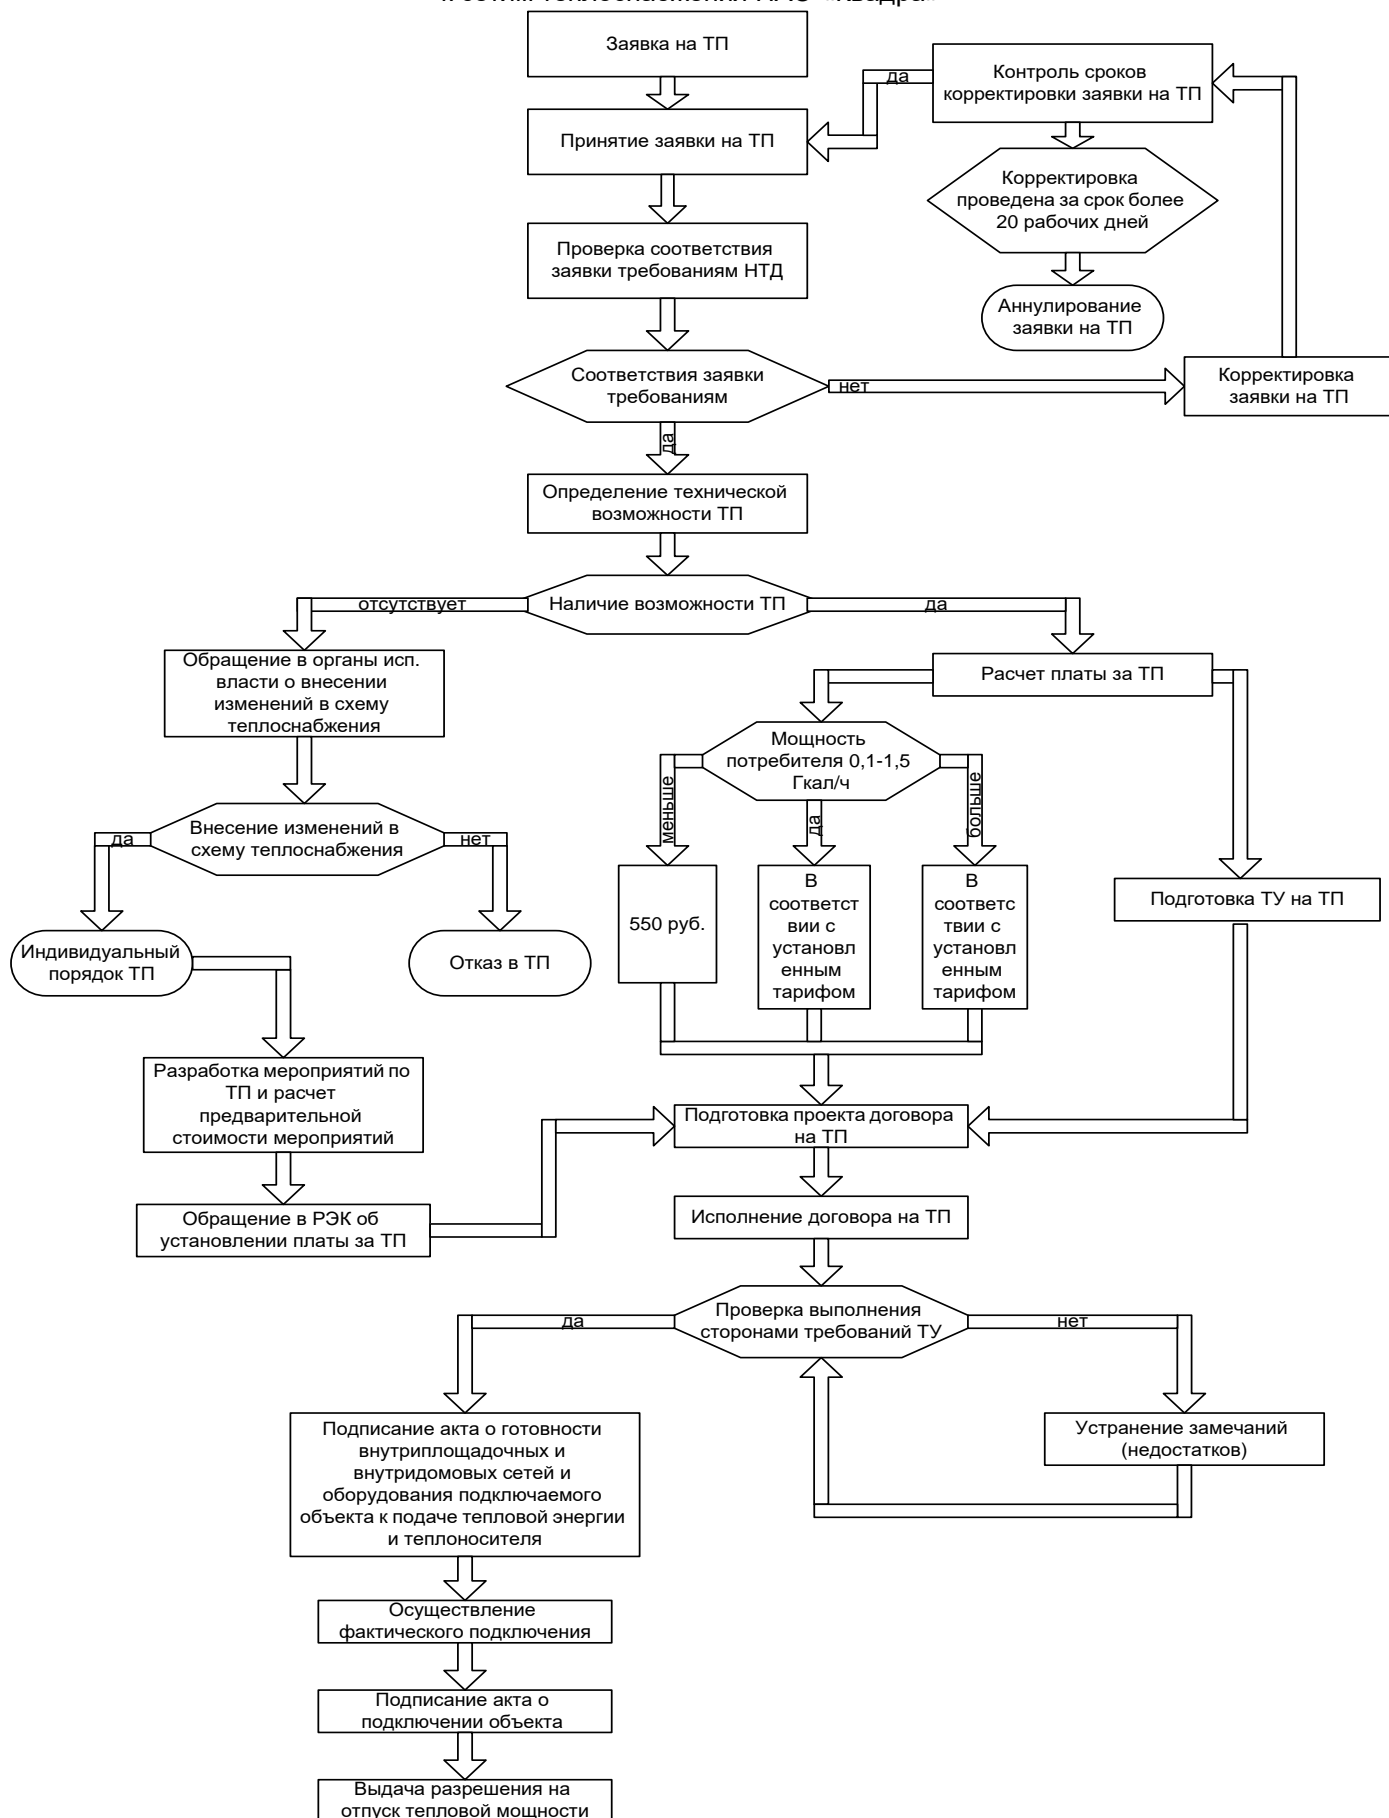 Заявка на ТП
Контроль сроков
корректировки заявки на ТП
да
Принятие заявки на ТП
Корректировка
проведена за срок более
20 рабочих дней
Проверка соответствия
заявки требованиям НТД
Аннулирование
заявки на ТП
Соответствия заявки
требованиям
нет
Корректировка
заявки на ТП
да
Определение технической
возможности ТП
отсутствует
Наличие возможности ТП
да
Обращение в органы исп.
власти о внесении
изменений в схему
теплоснабжения
Расчет платы за ТП
Мощность
потребителя 0,1-1,5
Гкал/ч
меньше
да
больше
да
Внесение изменений в
схему теплоснабжения
нет
550 руб.
В
соответст
вии с
установл
енным
тарифом
В
соответс
твии с
установл
енным
тарифом
Подготовка ТУ на ТП
Индивидуальный
порядок ТП
Отказ в ТП
Разработка мероприятий по
ТП и расчет
предварительной
стоимости мероприятий
Подготовка проекта договора
на ТП
Обращение в РЭК об
установлении платы за ТП
Исполнение договора на ТП
да
Проверка выполнения
сторонами требований ТУ
нет
Подписание акта о готовности
внутриплощадочных и
внутридомовых сетей и
оборудования подключаемого
объекта к подаче тепловой энергии
и теплоносителя
Устранение замечаний
(недостатков)
Осуществление
фактического подключения
Подписание акта о
подключении объекта
Выдача разрешения на
отпуск тепловой мощности